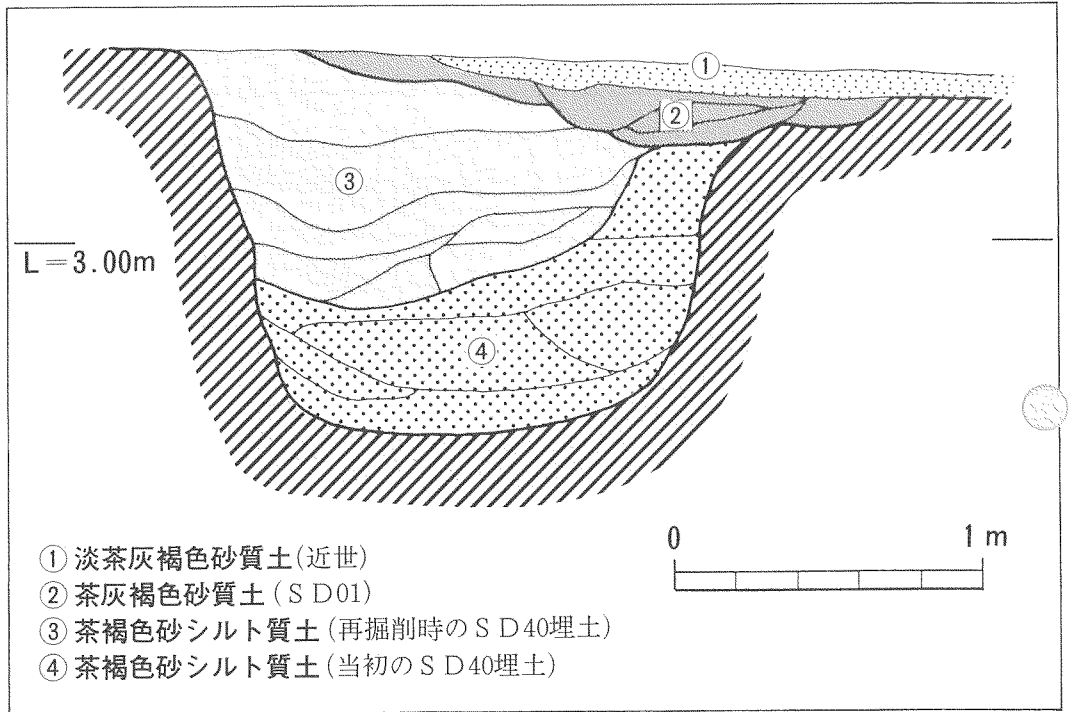 ①
②
③
L=3.00m
④
0 1m
①淡茶灰褐色砂質土(近世)
②茶灰褐色砂質土(SD01)
③茶褐色砂シルト質土(再掘削時のSD40埋土)
④茶褐色砂シルト質土(当初のSD40埋土)